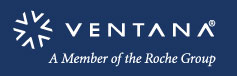 VENTANA®
A Member of the Roche Group